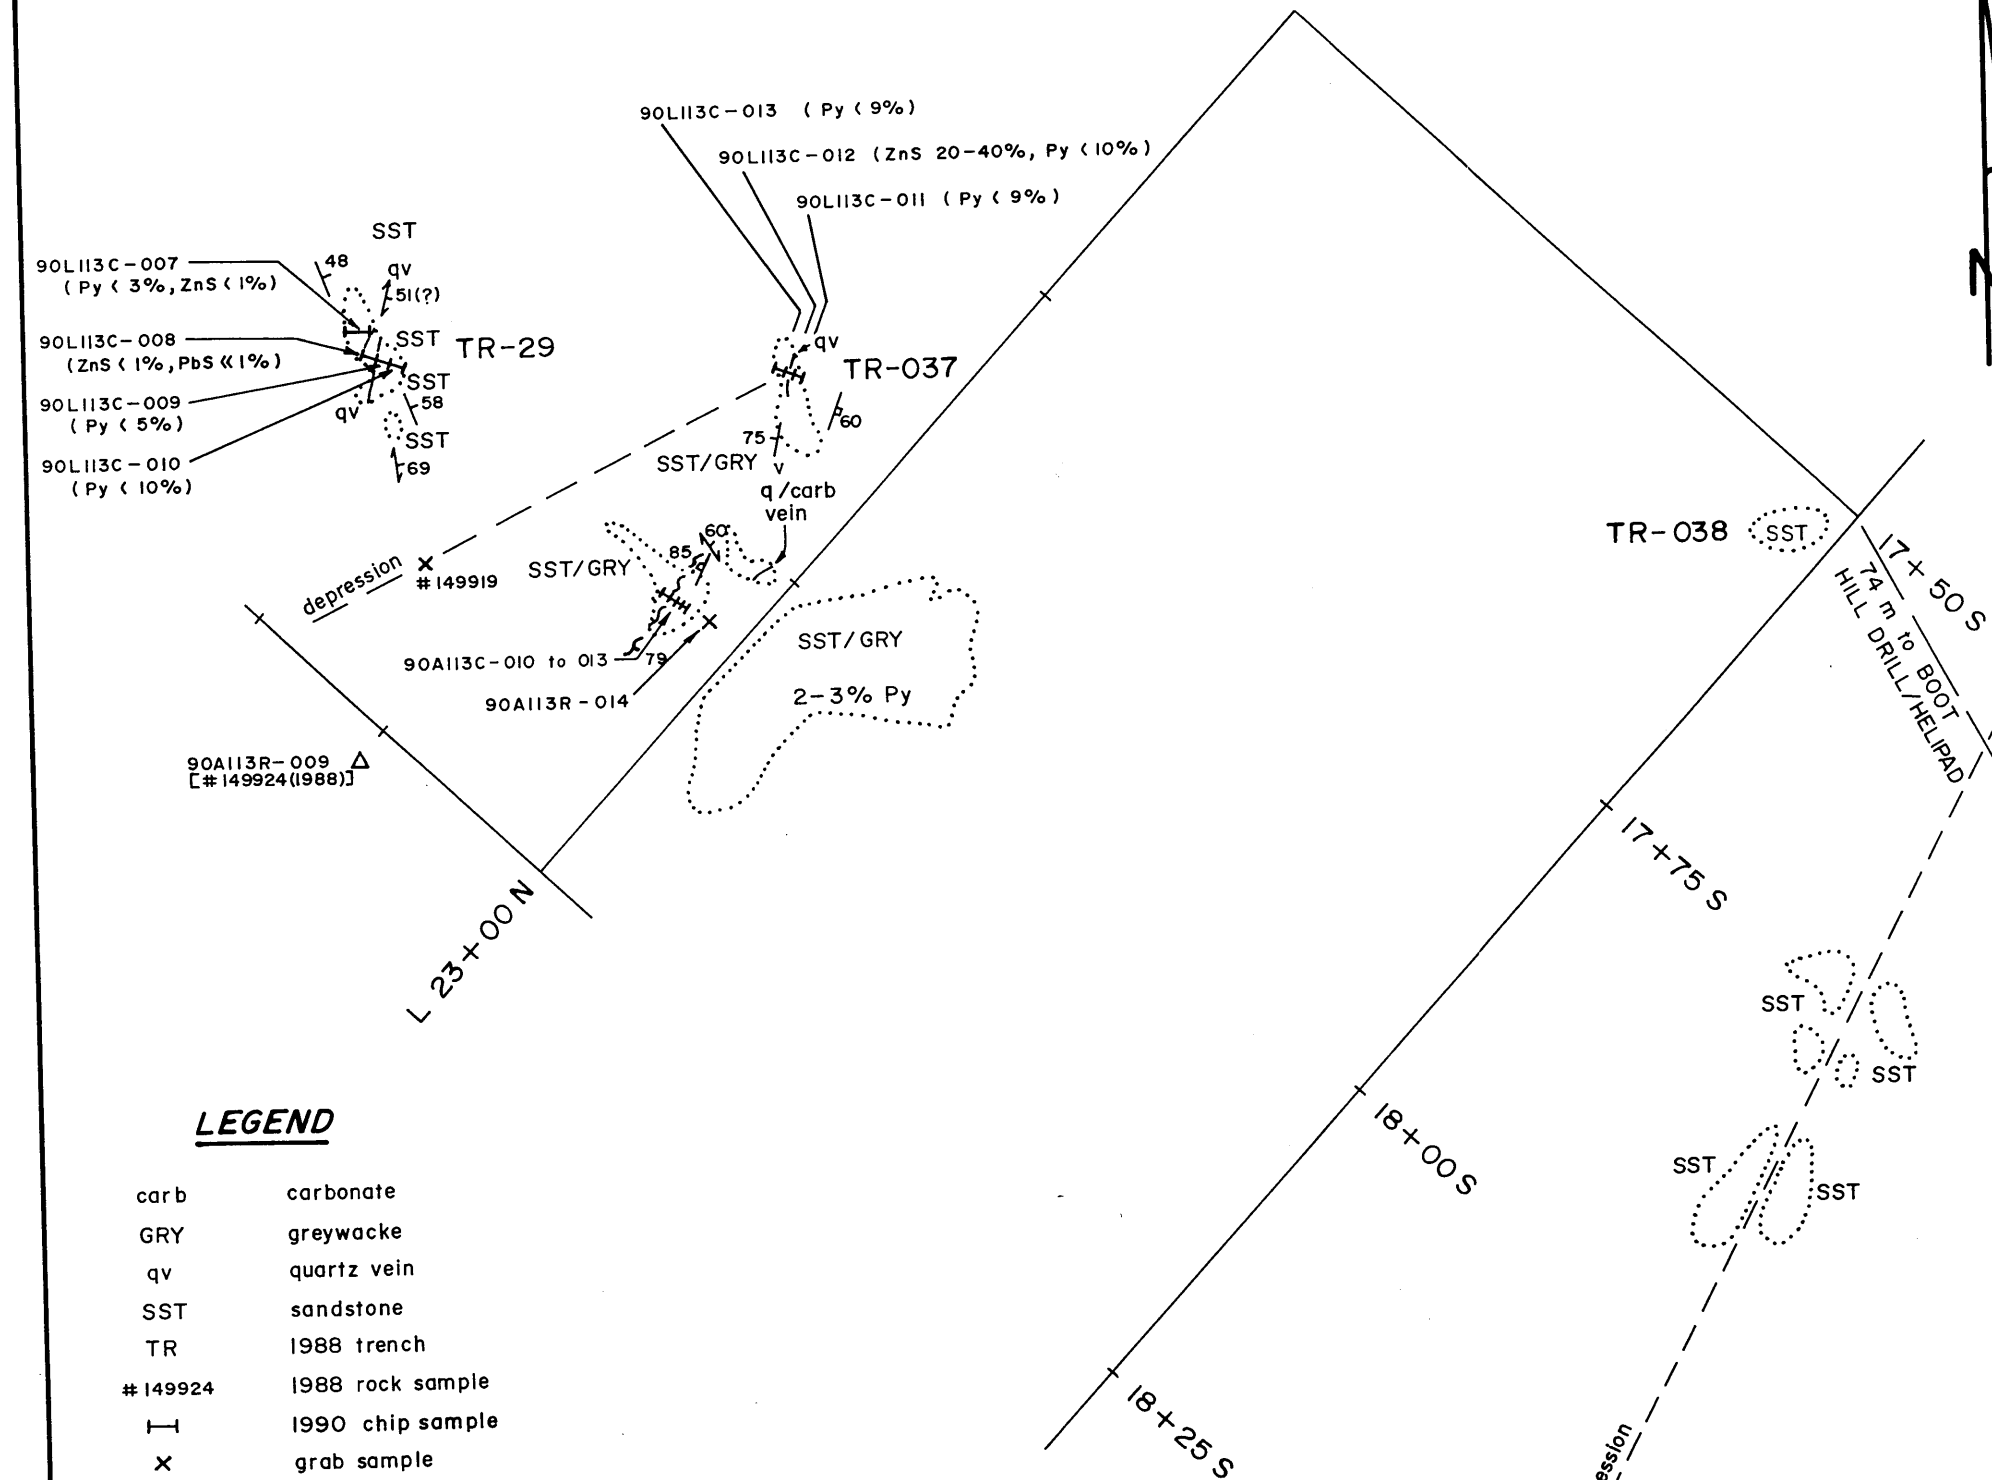 90L113C-013 (Py < 9%)
90L113C-012 (ZnS 20-40%, Py < 10%)
90L113C-011 (Py < 9%)
SST
48
90L113C-007
(Py < 3%, ZnS < 1%)
qv
51(?)
90L113C-008
(ZnS < 1%, PbS ≪ 1%)
SST
TR-29
SST
90L113C-009
(Py < 5%)
qv
58
SST
90L113C-010
(Py < 10%)
69
qv
TR-037
60
75
SST/GRY
v
q/carb
vein
depression
#149919
SST/GRY
85
60
90A113C-010 to 013
79
90A113R-014
SST/GRY
2-3% Py
90A113R-009
[#149924(1988)]
L 23+00 N
TR-038
SST
17+50 S
74 m to BOOT
HILL DRILL/HELIPAD
17+75 S
SST
SST
18+00 S
SST
SST
18+25 S
LEGEND
carb carbonate
GRY greywacke
qv quartz vein
SST sandstone
TR 1988 trench
#149924 1988 rock sample
1990 chip sample
x grab sample